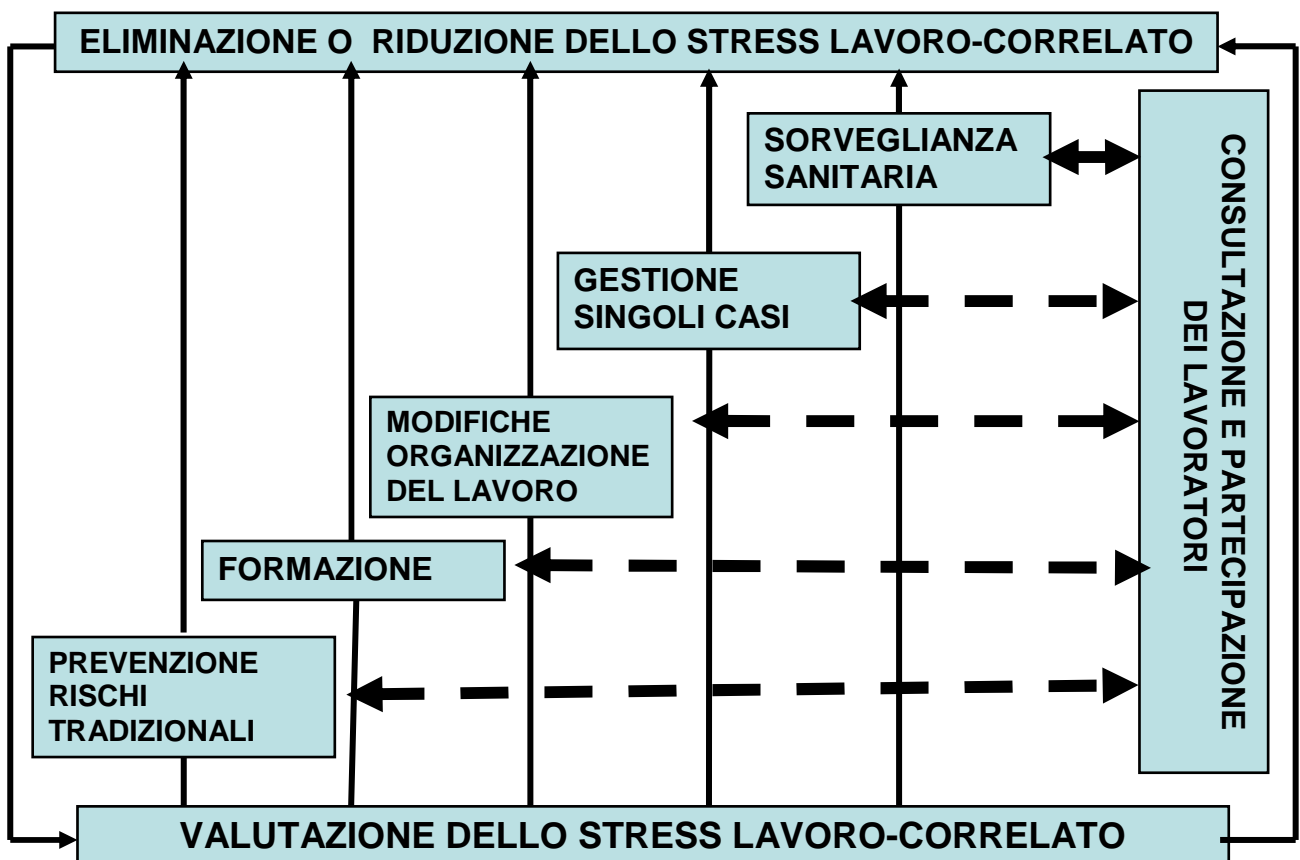 ELIMINAZIONE O RIDUZIONE DELLO STRESS LAVORO-CORRELATO
SORVEGLIANZA
SANITARIA
CONSULTAZIONE E PARTECIPAZIONE
DEI LAVORATORI
GESTIONE
SINGOLI CASI
MODIFICHE
ORGANIZZAZIONE
DEL LAVORO
FORMAZIONE
PREVENZIONE
RISCHI
TRADIZIONALI
VALUTAZIONE DELLO STRESS LAVORO-CORRELATO